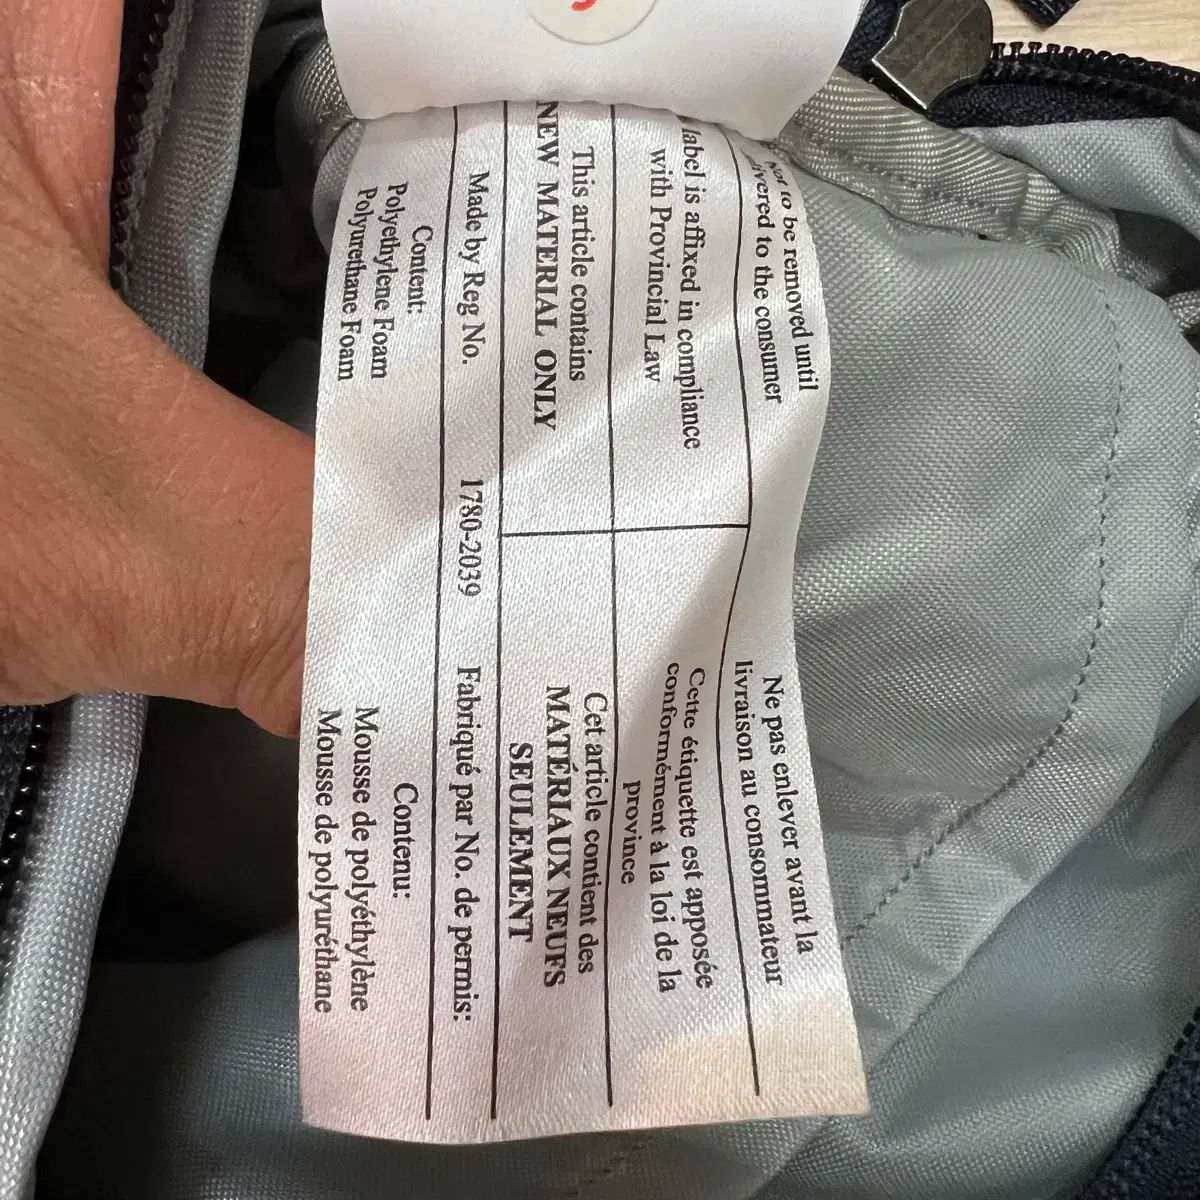 Not to be removed until
to the consumer
label is affixed in compliance
with Provincial Law
This article contains
NEW MATERIAL ONLY
Made by Reg No.
1780-2039
Content:
Polyethylene Foam
Polyurethane Foam
Ne pas enlever avant la
livraison au consommateur
Cette étiquette est apposée
conformément à la loi de la
province
Cet article contient des
MATÉRIAUX NEUFS
SEULEMENT
Fabriqué par No. de permis:
Contenu:
Mousse de polyéthylène
Mousse de polyuréthane